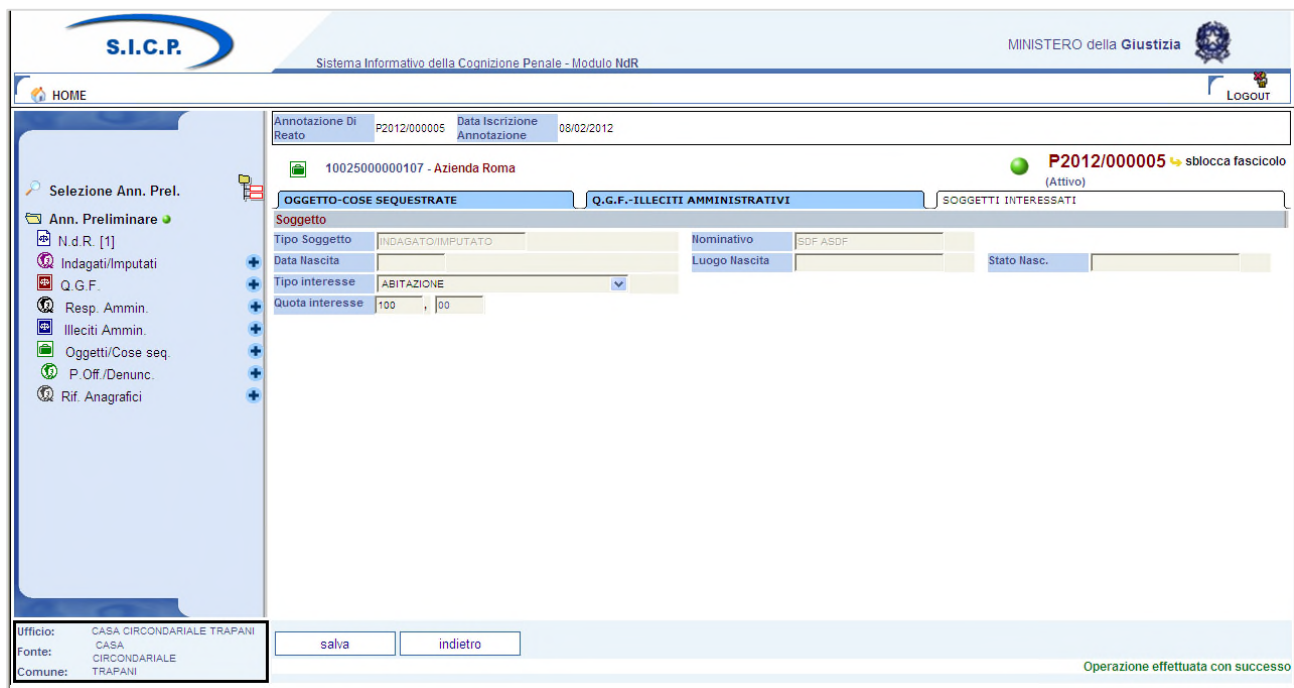 S.I.C.P.
Sistema Informativo della Cognizione Penale - Modulo NdR
MINISTERO della Giustizia
HOME
LOGOUT
Annotazione Di Reato P2012/000005 Data Iscrizione Annotazione 08/02/2012
10025000000107 - Azienda Roma
P2012/000005 sblocca fascicolo
(Attivo)
OGGETTO-COSE SEQUESTRATE Q.G.F.-ILLECITI AMMINISTRATIVI SOGGETTI INTERESSATI
Soggetto
Tipo Soggetto INDAGATO/IMPUTATO Nominativo SDF ASDF
Data Nascita Luogo Nascita Stato Nasc.
Tipo interesse ABITAZIONE
Quota interesse 100 , 00
Selezione Ann. Prel.
Ann. Preliminare
N.d.R. [1]
Indagati/Imputati
Q.G.F.
Resp. Ammin.
Illeciti Ammin.
Oggetti/Cose seq.
P.Off./Denunc.
Rif. Anagrafici
Ufficio: CASA CIRCONDARIALE TRAPANI
Fonte: CASA CIRCONDARIALE
Comune: TRAPANI
salva indietro
Operazione effettuata con successo